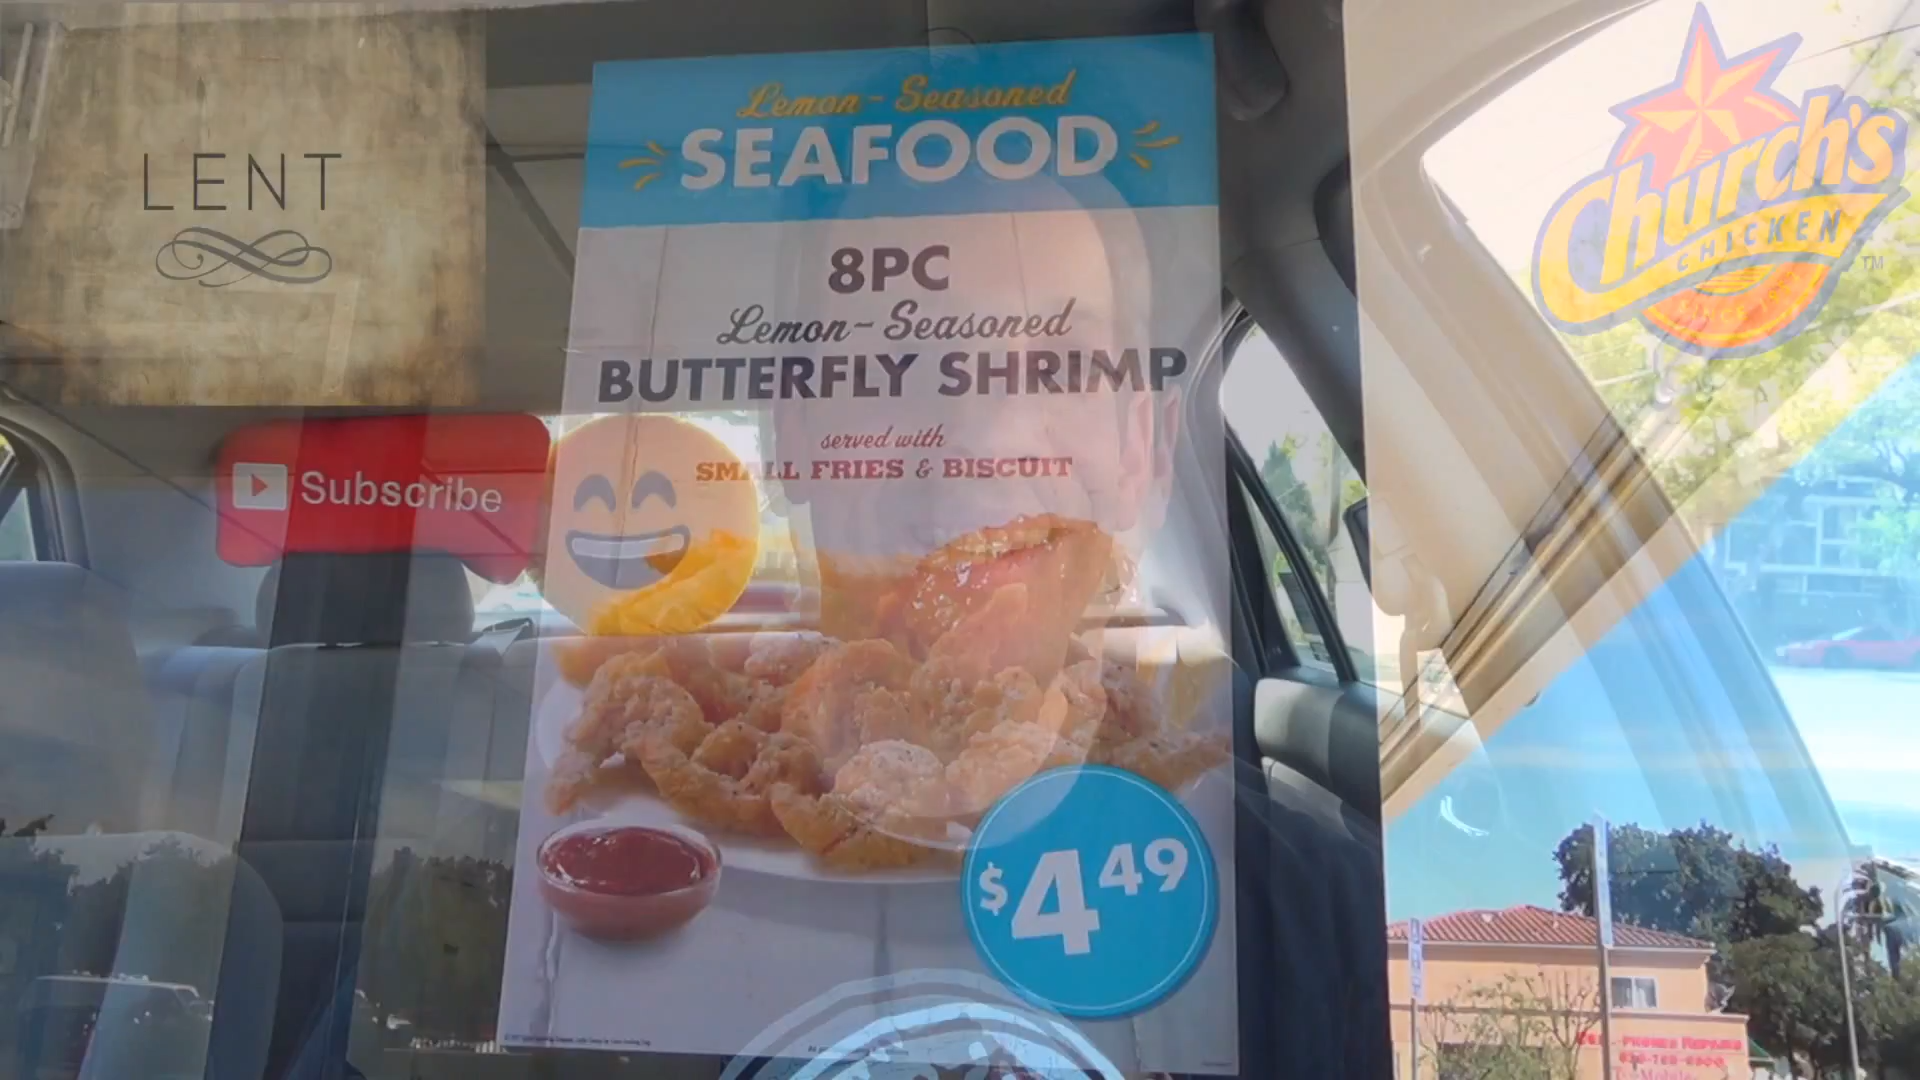 LENT
Subscribe
Lemon-Seasoned
SEAFOOD
8PC
Lemon-Seasoned
BUTTERFLY SHRIMP
served with
SMALL FRIES & BISCUIT
$4 49
Church's
CHICKEN
TM